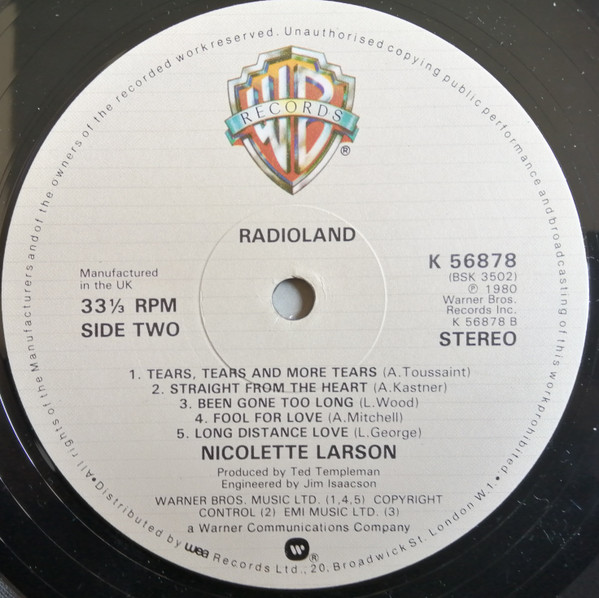 All rights of the Manufacturers and of the owners of the recorded work reserved. Unauthorised copying public performance and broadcasting of this work prohibited.
WB
RECORDS
®
RADIOLAND
Manufactured
in the UK
33⅓ RPM
SIDE TWO
K 56878
(BSK 3502)
℗ 1980
Warner Bros.
Records Inc.
K 56878 B
STEREO
1. TEARS, TEARS AND MORE TEARS (A.Toussaint)
2. STRAIGHT FROM THE HEART (A.Kastner)
3. BEEN GONE TOO LONG (L.Wood)
4. FOOL FOR LOVE (A.Mitchell)
5. LONG DISTANCE LOVE (L.George)
NICOLETTE LARSON
Produced by Ted Templeman
Engineered by Jim Isaacson
WARNER BROS. MUSIC LTD. (1,4,5) COPYRIGHT
CONTROL (2) EMI MUSIC LTD. (3)
a Warner Communications Company
W®
•Distributed by wea Records Ltd., 20, Broadwick St. London W1.•